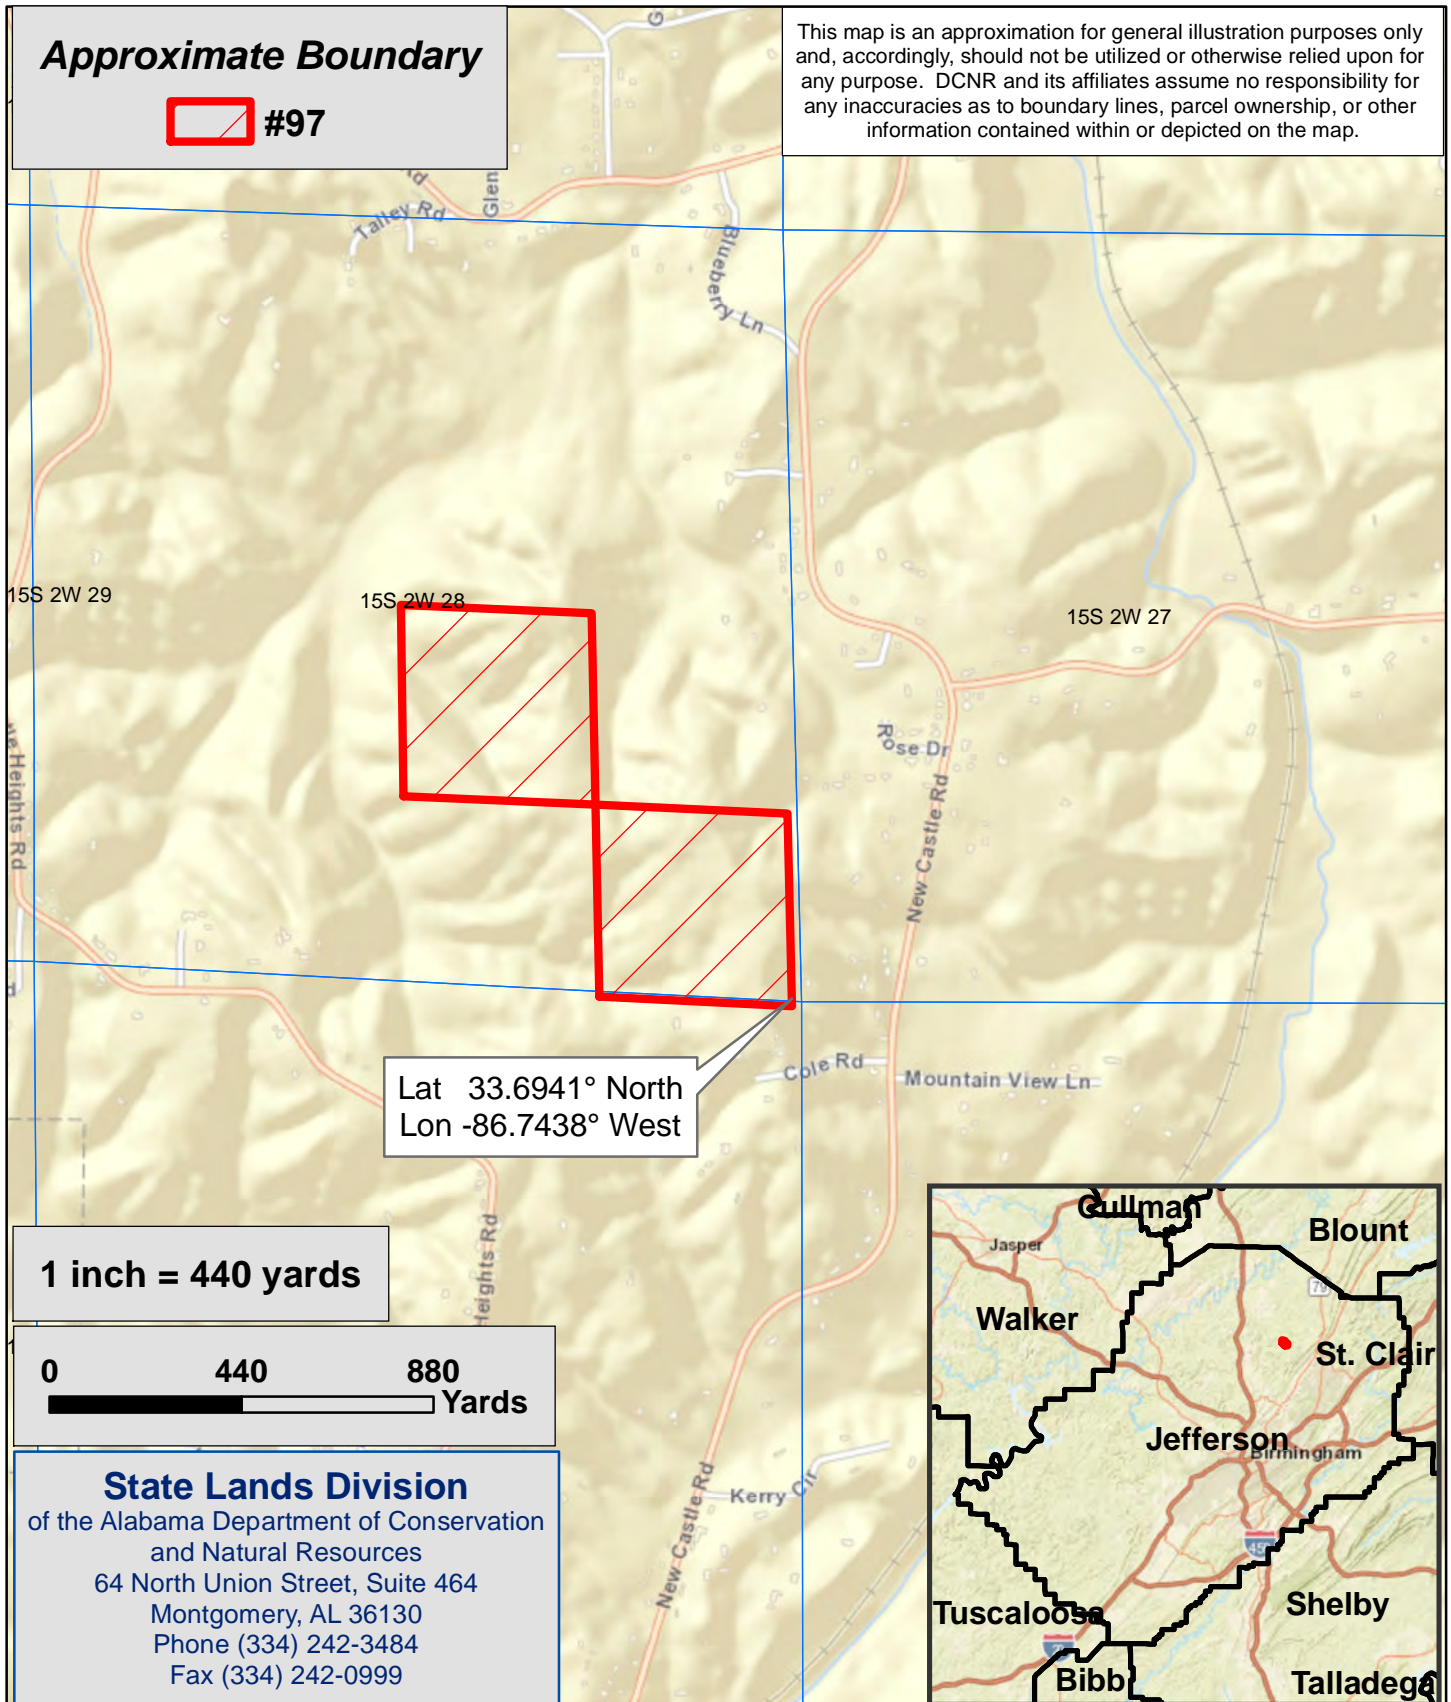 Approximate Boundary
#97
This map is an approximation for general illustration purposes only
and, accordingly, should not be utilized or otherwise relied upon for
any purpose. DCNR and its affiliates assume no responsibility for
any inaccuracies as to boundary lines, parcel ownership, or other
information contained within or depicted on the map.
Rd
Talley Rd
Glen
Blueberry Ln
15S 2W 29
15S 2W 28
15S 2W 27
Rose Dr
Heights Rd
New Castle Rd
Lat 33.6941° North
Lon -86.7438° West
Cole Rd
Mountain View Ln
Heights Rd
1 inch = 440 yards
0 440 880
Yards
New Castle Rd
Kerry Cir
State Lands Division
of the Alabama Department of Conservation
and Natural Resources
64 North Union Street, Suite 464
Montgomery, AL 36130
Phone (334) 242-3484
Fax (334) 242-0999
Cullman
Blount
Jasper
79
Walker
St. Clair
Jefferson
Birmingham
Tuscaloosa
Shelby
Bibb
Talladega